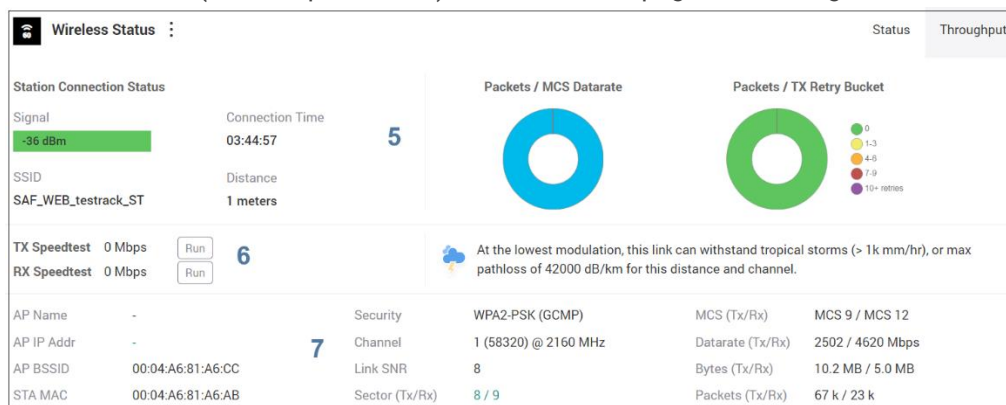 Wireless Status
Status Throughput
Station Connection Status
Signal Connection Time
-36 dBm 03:44:57
5
SSID Distance
SAF_WEB_testrack_ST 1 meters
Packets / MCS Datarate
Packets / TX Retry Bucket
0
1-3
4-6
7-9
10+ retries
TX Speedtest 0 Mbps Run
RX Speedtest 0 Mbps Run
6
At the lowest modulation, this link can withstand tropical storms (> 1k mm/hr), or max
pathloss of 42000 dB/km for this distance and channel.
AP Name - Security WPA2-PSK (GCMP) MCS (Tx/Rx) MCS 9 / MCS 12
AP IP Addr - 7 Channel 1 (58320) @ 2160 MHz Datarate (Tx/Rx) 2502 / 4620 Mbps
AP BSSID 00:04:A6:81:A6:CC Link SNR 8 Bytes (Tx/Rx) 10.2 MB / 5.0 MB
STA MAC 00:04:A6:81:A6:AB Sector (Tx/Rx) 8 / 9 Packets (Tx/Rx) 67 k / 23 k